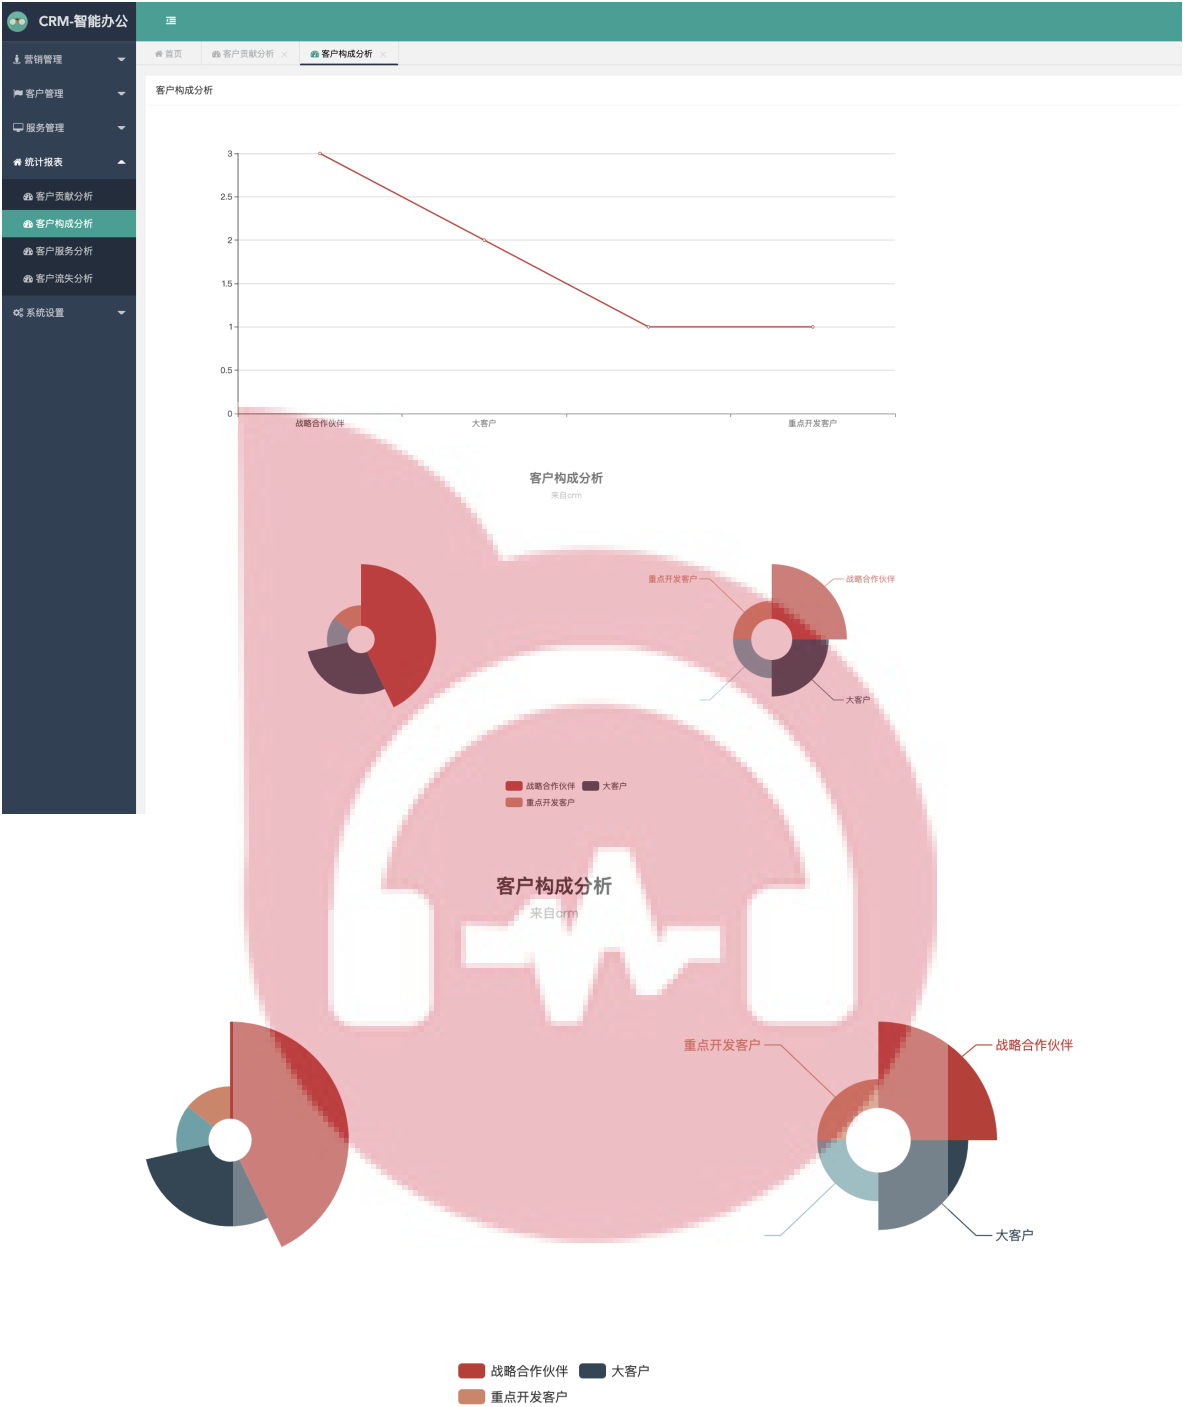 CRM-智能办公
首页
客户贡献分析
客户构成分析
营销管理
客户管理
服务管理
统计报表
客户贡献分析
客户构成分析
客户服务分析
客户流失分析
系统设置
客户构成分析
3
2.5
2
1.5
1
0.5
0
战略合作伙伴
大客户
重点开发客户
客户构成分析
来自crm
重点开发客户
战略合作伙伴
大客户
战略合作伙伴
大客户
重点开发客户
客户构成分析
来自crm
重点开发客户
战略合作伙伴
大客户
战略合作伙伴
大客户
重点开发客户